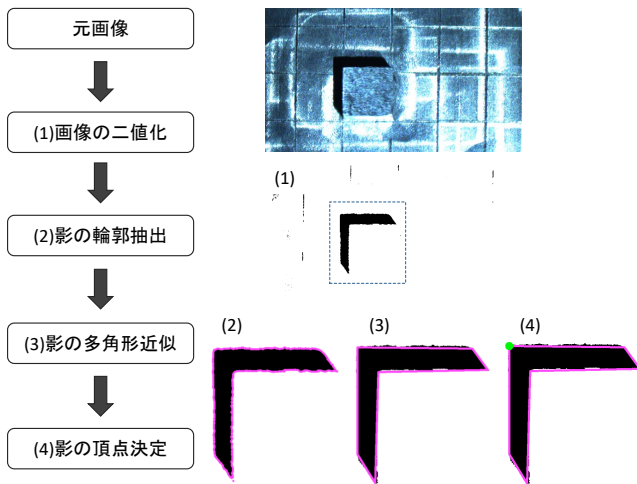 元画像
(1)画像の二値化
(2)影の輪郭抽出
(3)影の多角形近似
(4)影の頂点決定
(1)
(2)
(3)
(4)